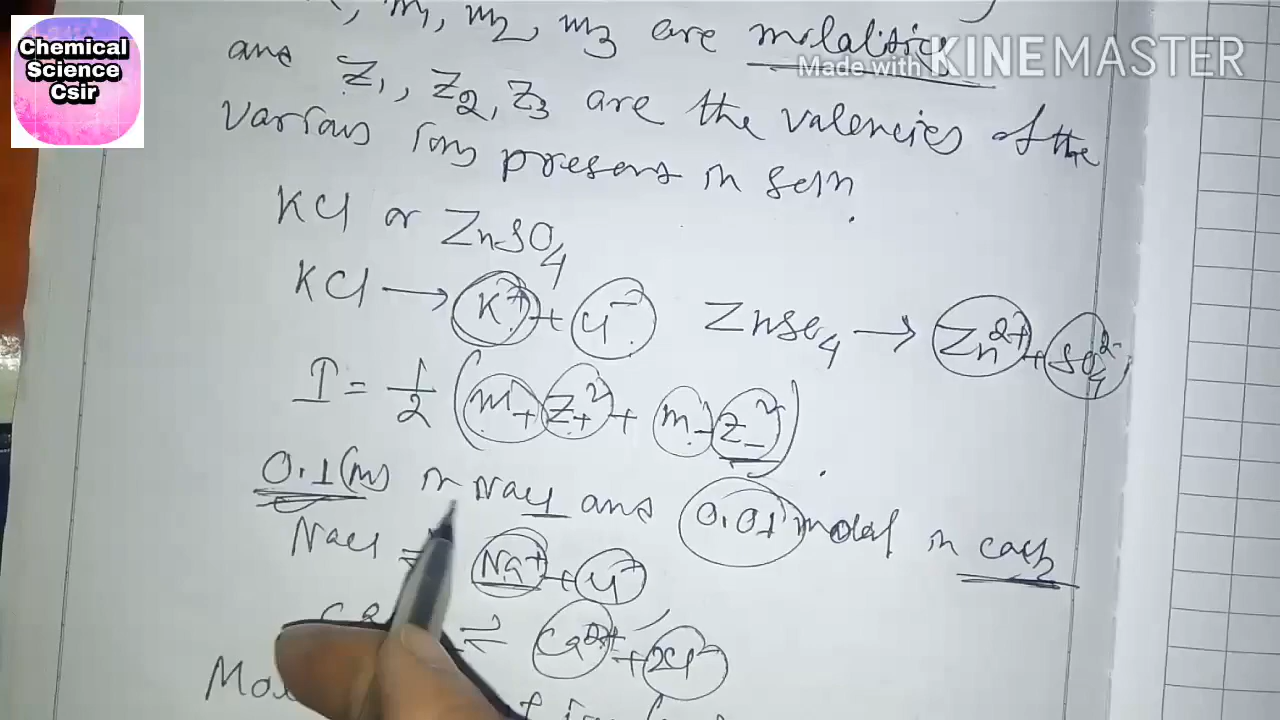 Chemical
Science
Csir
Made with KINEMASTER
, m1, m2, m3 are molalities
and Z1, Z2, Z3 are the valencies of the
various ions present in soln.
KCl or ZnSO4
KCl → K+ + Cl- ZnSO4 → Zn2+ + SO4 2-
I = 1/2 (m+ Z+2 + m- Z-2).
0.1(m) in NaCl and 0.01 molal in CaCl2
NaCl ⇌ Na+ + Cl-
⇌ Ca2+ + 2Cl-